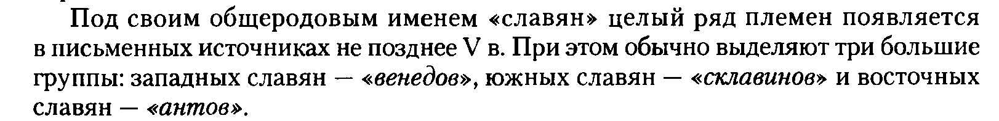 Под своим общеродовым именем «славян» целый ряд племен появляется
в письменных источниках не позднее V в. При этом обычно выделяют три большие
группы: западных славян — «венедов», южных славян — «склавинов» и восточных
славян — «антов».